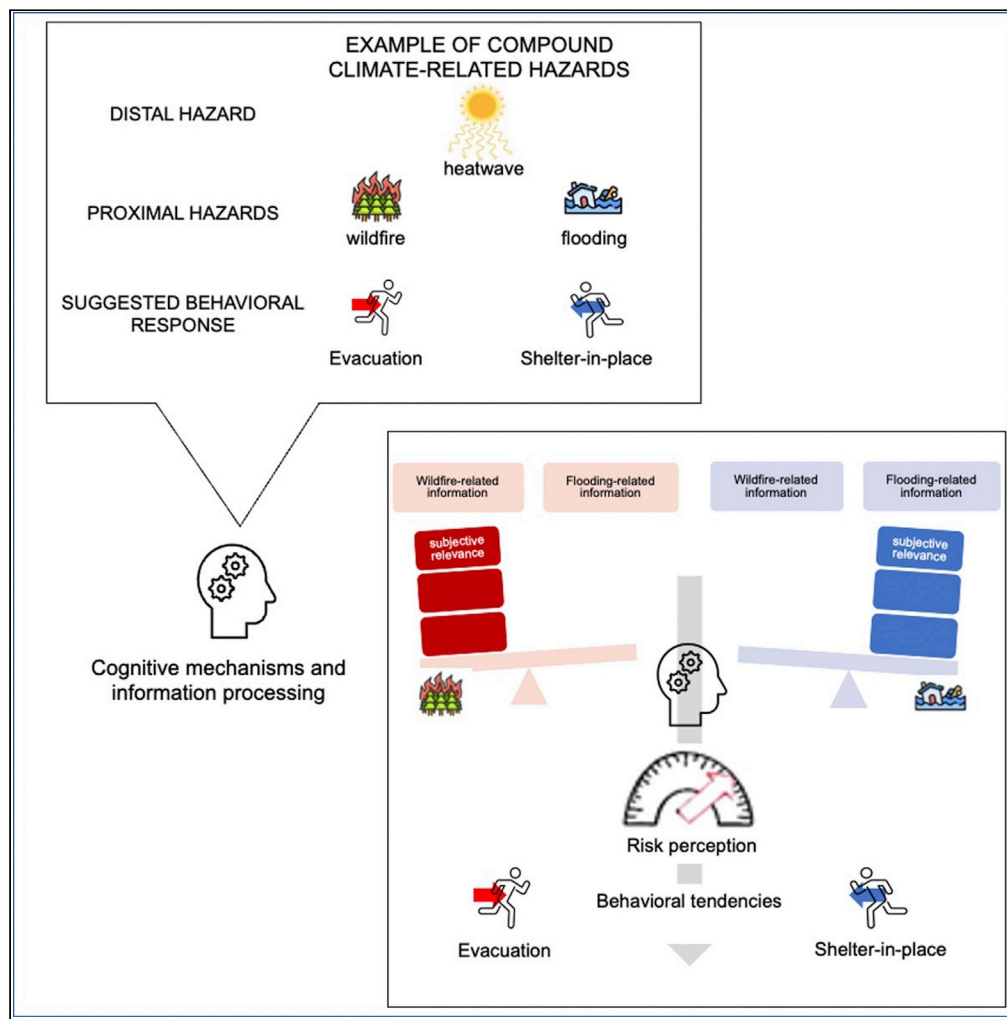 EXAMPLE OF COMPOUND
CLIMATE-RELATED HAZARDS
DISTAL HAZARD
heatwave
PROXIMAL HAZARDS
wildfire
flooding
SUGGESTED BEHAVIORAL
RESPONSE
Evacuation
Shelter-in-place
Cognitive mechanisms and
information processing
Wildfire-related
information
Flooding-related
information
Wildfire-related
information
Flooding-related
information
subjective
relevance
subjective
relevance
Risk perception
Behavioral tendencies
Evacuation
Shelter-in-place